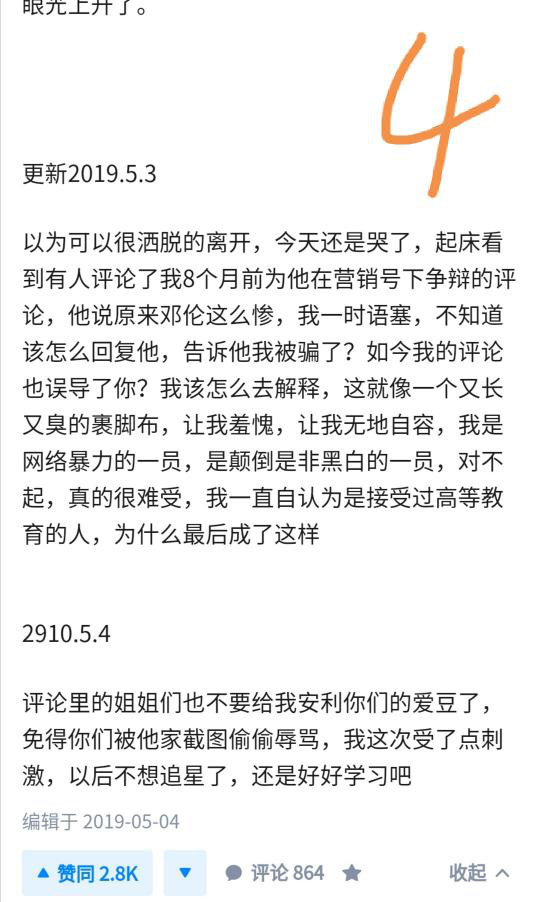 眼光上升了。
4
更新2019.5.3
以为可以很洒脱的离开，今天还是哭了，起床看
到有人评论了我8个月前为他在营销号下争辩的评
论，他说原来邓伦这么惨，我一时语塞，不知道
该怎么回复他，告诉他我被骗了？如今我的评论
也误导了你？我该怎么去解释，这就像一个又长
又臭的裹脚布，让我羞愧，让我无地自容，我是
网络暴力的一员，是颠倒是非黑白的一员，对不
起，真的很难受，我一直自认为是接受过高等教
育的人，为什么最后成了这样
2910.5.4
评论里的姐姐们也不要给我安利你们的爱豆了，
免得你们被他家截图偷偷辱骂，我这次受了点刺
激，以后不想追星了，还是好好学习吧
编辑于 2019-05-04
赞同 2.8K 评论 864 收起